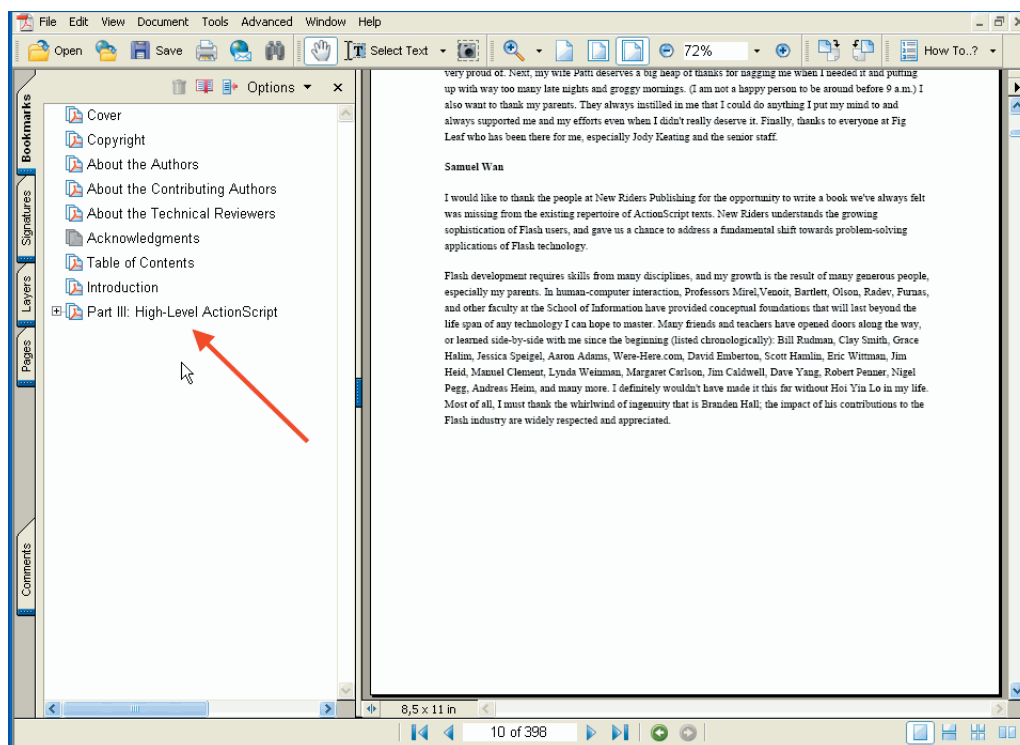 File Edit View Document Tools Advanced Window Help
Open Save Select Text 72% How To..?
Options
Bookmarks
Signatures
Layers
Pages
Comments
Cover
Copyright
About the Authors
About the Contributing Authors
About the Technical Reviewers
Acknowledgments
Table of Contents
Introduction
Part III: High-Level ActionScript
very proud of. Next, my wife Patti deserves a big heap of thanks for nagging me when I needed it and putting
up with way too many late nights and groggy mornings. (I am not a happy person to be around before 9 a.m.) I
also want to thank my parents. They always instilled in me that I could do anything I put my mind to and
always supported me and my efforts even when I didn't really deserve it. Finally, thanks to everyone at Fig
Leaf who has been there for me, especially Jody Keating and the senior staff.
Samuel Wan
I would like to thank the people at New Riders Publishing for the opportunity to write a book we've always felt
was missing from the existing repertoire of ActionScript texts. New Riders understands the growing
sophistication of Flash users, and gave us a chance to address a fundamental shift towards problem-solving
applications of Flash technology.
Flash development requires skills from many disciplines, and my growth is the result of many generous people,
especially my parents. In human-computer interaction, Professors Mirel,Venoit, Bartlett, Olson, Radev, Furnas,
and other faculty at the School of Information have provided conceptual foundations that will last beyond the
life span of any technology I can hope to master. Many friends and teachers have opened doors along the way,
or learned side-by-side with me since the beginning (listed chronologically): Bill Rudman, Clay Smith, Grace
Halim, Jessica Speigel, Aaron Adams, Were-Here.com, David Emberton, Scott Hamlin, Eric Wittman, Jim
Heid, Manuel Clement, Lynda Weinman, Margaret Carlson, Jim Caldwell, Dave Yang, Robert Penner, Nigel
Pegg, Andreas Heim, and many more. I definitely wouldn't have made it this far without Hoi Yin Lo in my life.
Most of all, I must thank the whirlwind of ingenuity that is Branden Hall; the impact of his contributions to the
Flash industry are widely respected and appreciated.
8,5 x 11 in
10 of 398